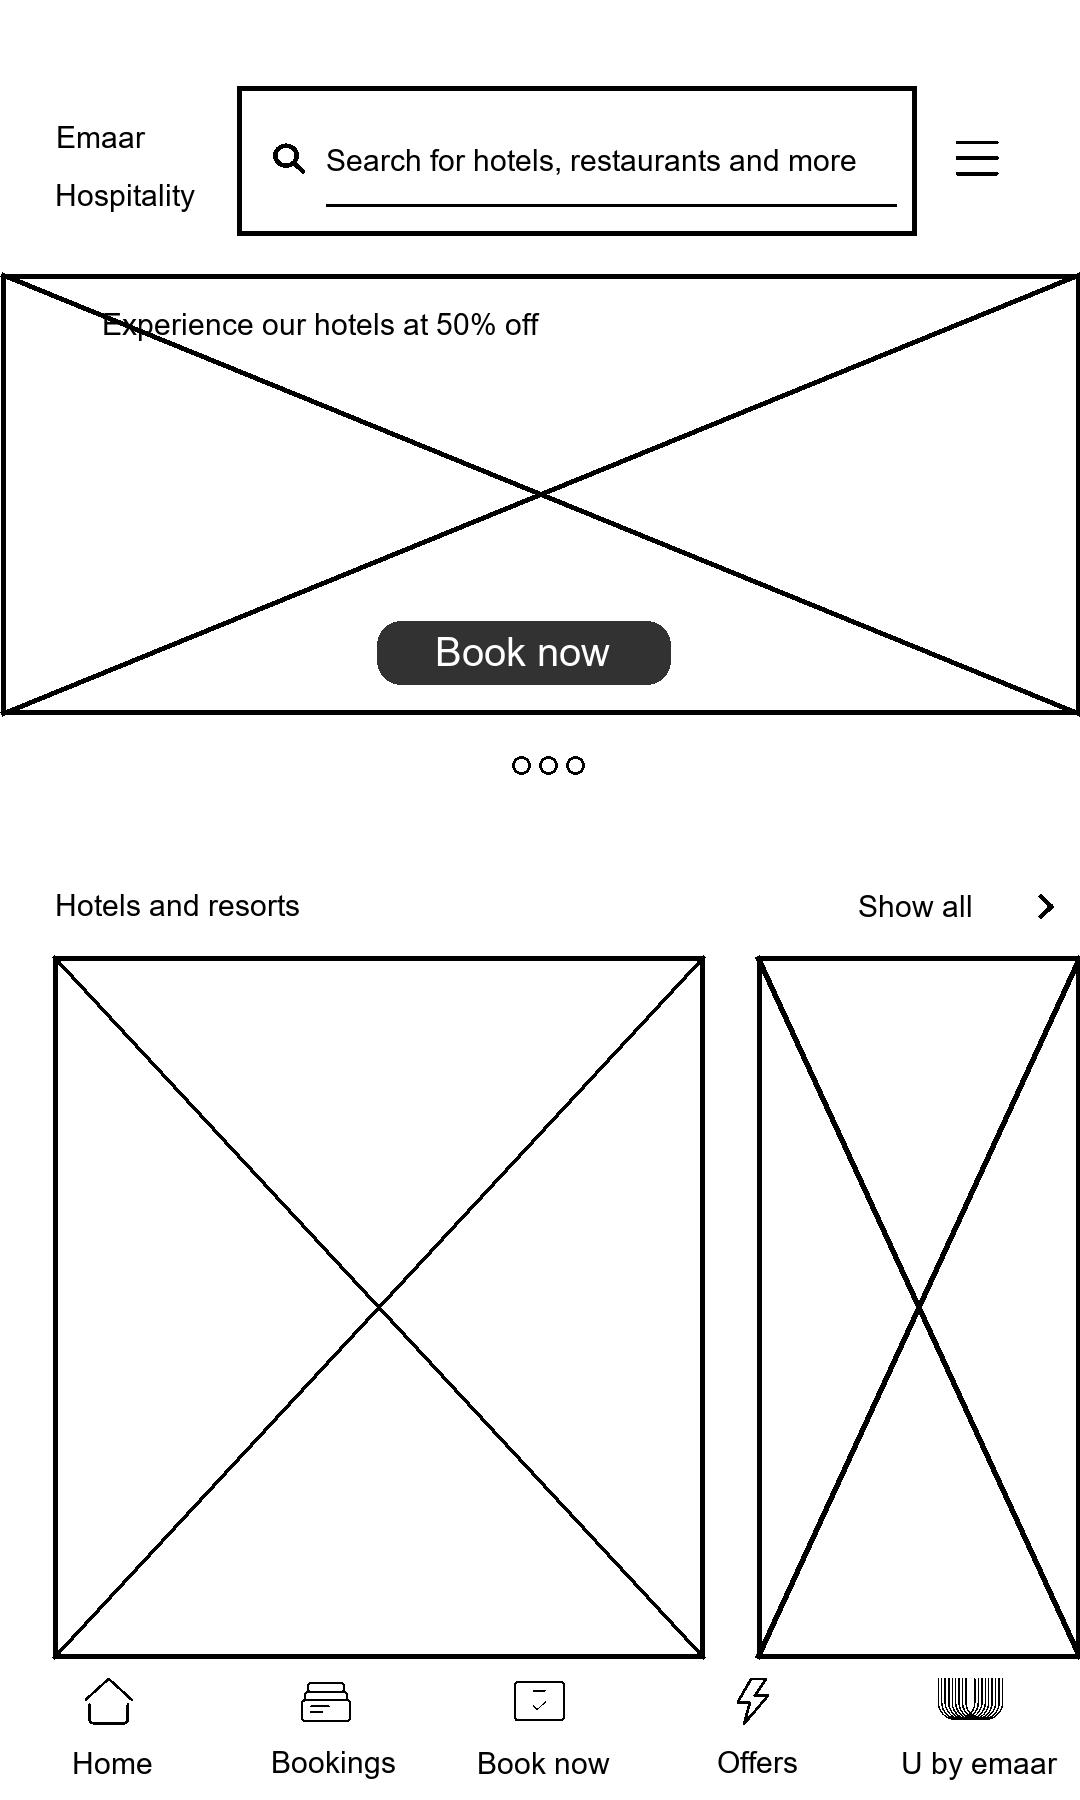 Emaar
Hospitality
Search for hotels, restaurants and more
Experience our hotels at 50% off
Book now
Hotels and resorts
Show all
Home
Bookings
Book now
Offers
U by emaar